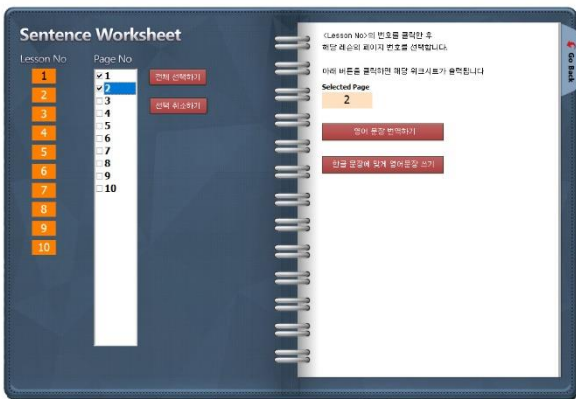 Sentence Worksheet
Lesson No
Page No
1
2
3
4
5
6
7
8
9
10
1
2
3
4
5
6
7
8
9
10
전체 선택하기
선택 취소하기
<Lesson No>의 번호를 클릭한 후
해당 레슨의 페이지 번호를 선택합니다.
아래 버튼을 클릭하면 해당 워크시트가 출력됩니다
Selected Page
2
영어 문장 번역하기
한글 문장에 맞게 영어문장 쓰기
Go Back